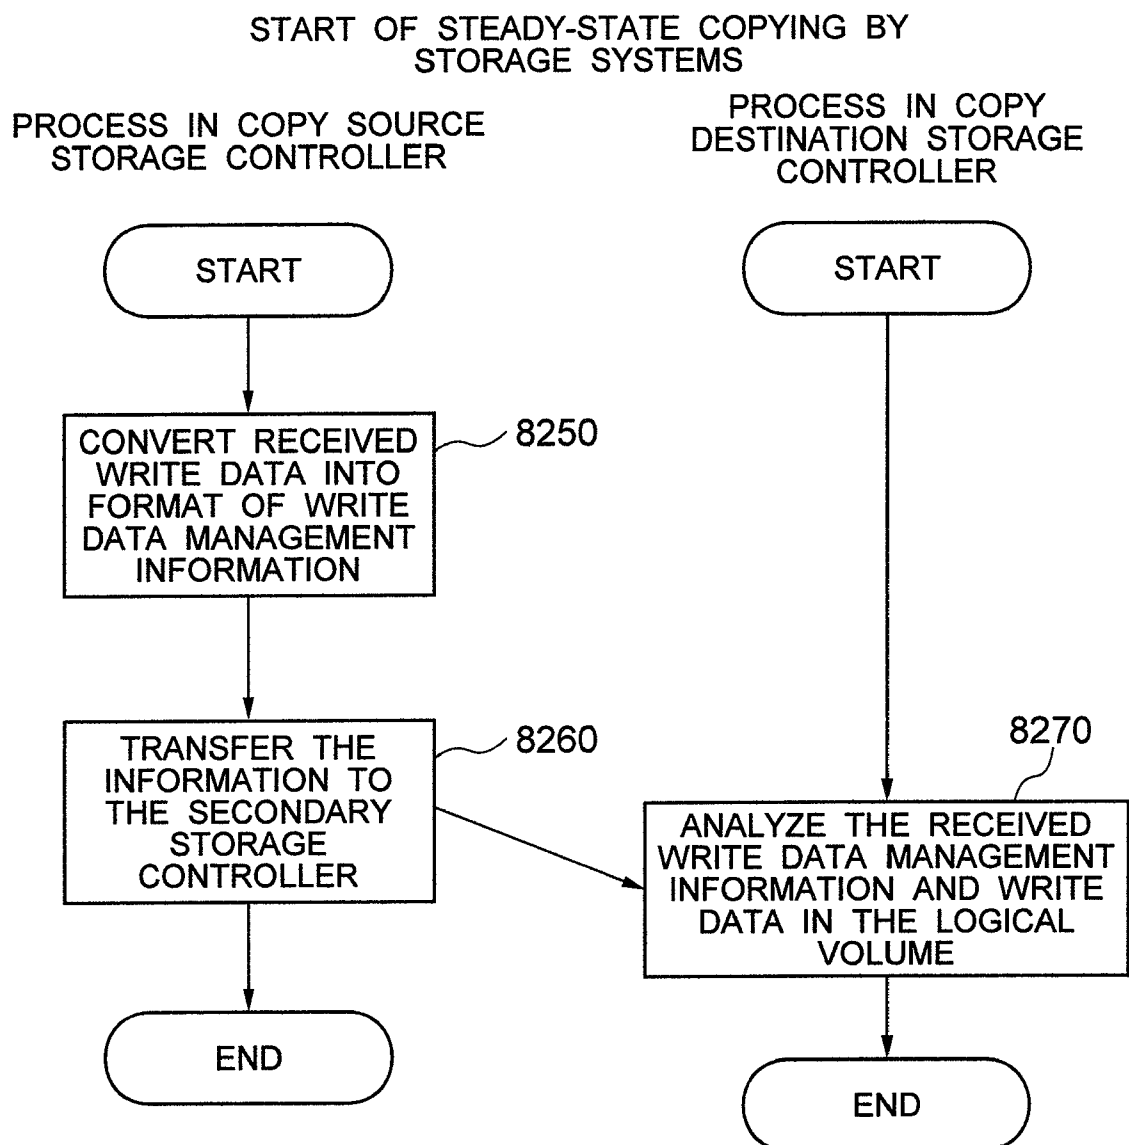 START OF STEADY-STATE COPYING BY
STORAGE SYSTEMS
PROCESS IN COPY SOURCE
STORAGE CONTROLLER
START
CONVERT RECEIVED
WRITE DATA INTO
FORMAT OF WRITE
DATA MANAGEMENT
INFORMATION
8250
TRANSFER THE
INFORMATION TO
THE SECONDARY
STORAGE
CONTROLLER
8260
END
PROCESS IN COPY
DESTINATION STORAGE
CONTROLLER
START
8270
ANALYZE THE RECEIVED
WRITE DATA MANAGEMENT
INFORMATION AND WRITE
DATA IN THE LOGICAL
VOLUME
END